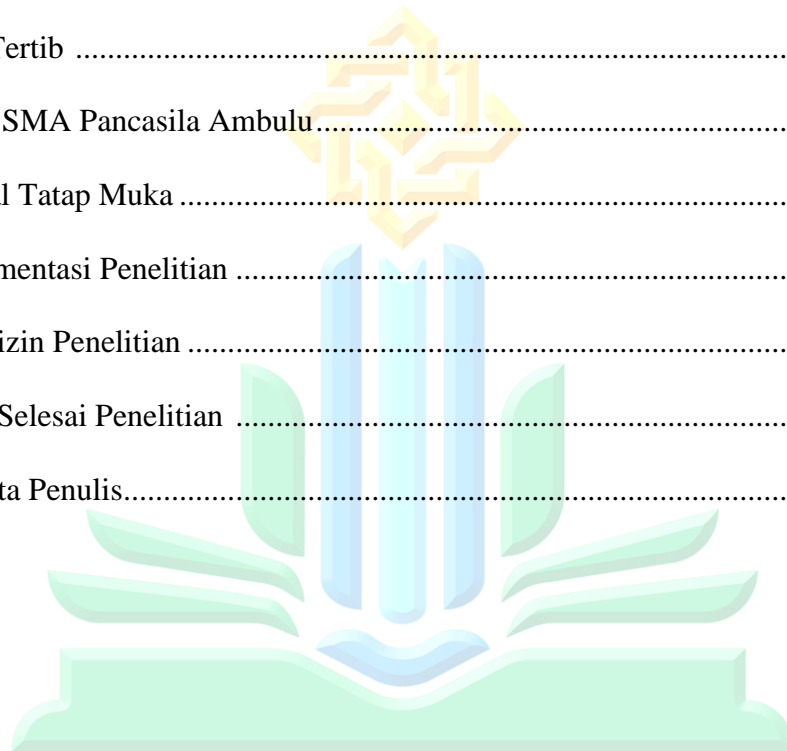 Tertib ................................................................................
SMA Pancasila Ambulu............................................................
l Tatap Muka .............................................................................
mentasi Penelitian ......................................................................
izin Penelitian ............................................................................
Selesai Penelitian ......................................................................
ta Penulis...................................................................................